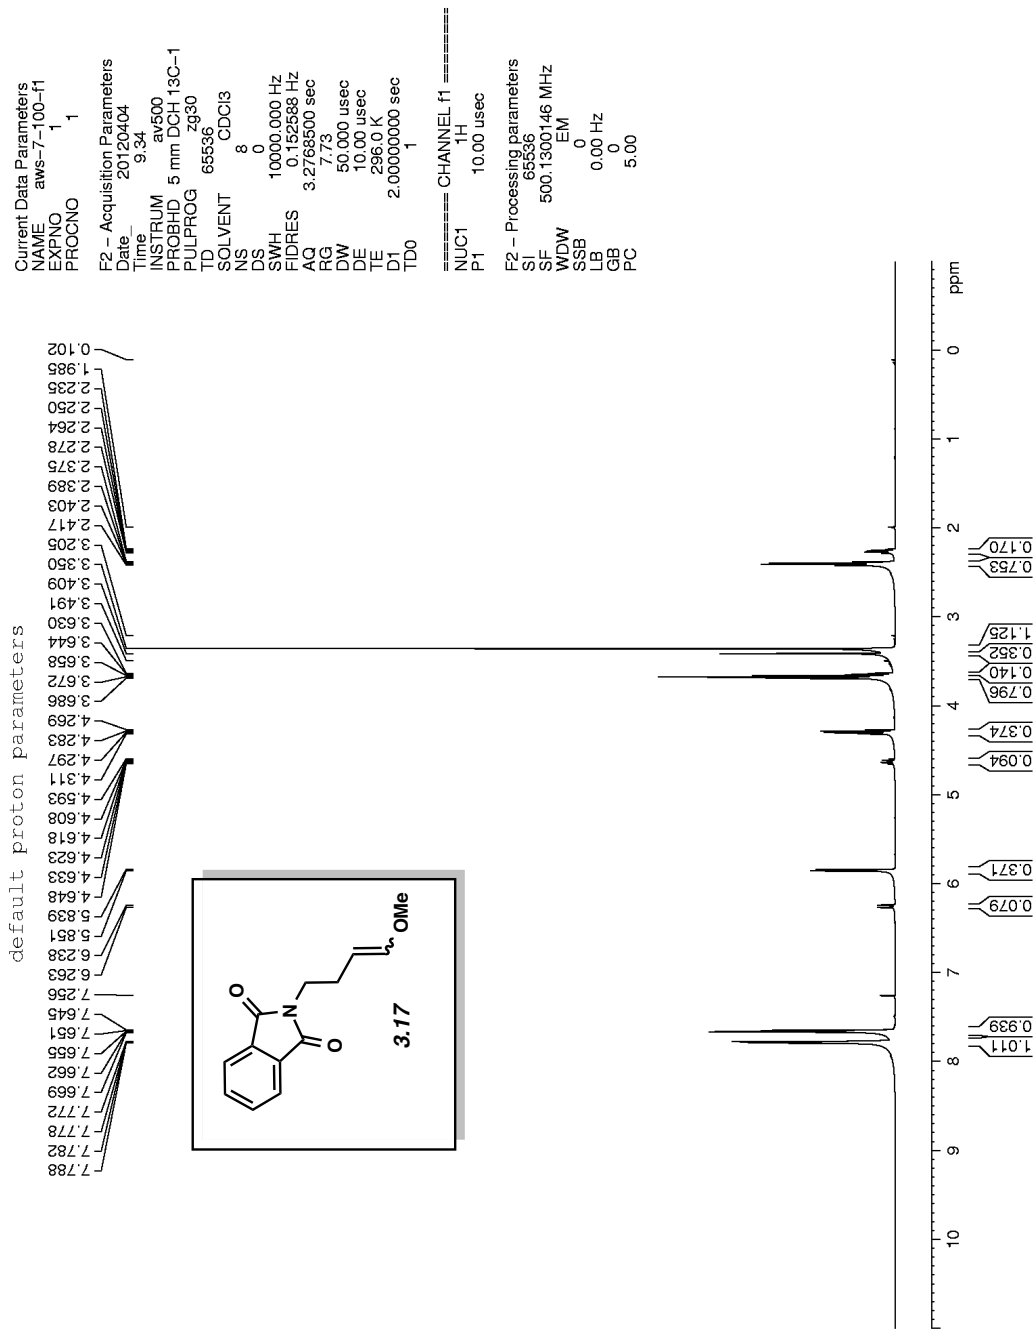 default proton parameters
7.788
7.782
7.778
7.772
7.669
7.662
7.655
7.651
7.645
7.256
6.263
6.238
5.851
5.839
4.648
4.633
4.623
4.618
4.608
4.593
4.311
4.297
4.283
4.269
3.686
3.672
3.658
3.644
3.630
3.491
3.409
3.350
3.205
2.417
2.403
2.389
2.375
2.278
2.264
2.250
2.235
1.985
0.102
Current Data Parameters
NAME aws-7-100-f1
EXPNO 1
PROCNO 1
F2 - Acquisition Parameters
Date_ 20120404
Time 9.34
INSTRUM av500
PROBHD 5 mm DCH 13C-1
PULPROG zg30
TD 65536
SOLVENT CDCl3
NS 8
DS 0
SWH 10000.000 Hz
FIDRES 0.152588 Hz
AQ 3.2768500 sec
RG 7.73
DW 50.000 usec
DE 10.00 usec
TE 296.0 K
D1 2.00000000 sec
TD0 1
======== CHANNEL f1 ========
NUC1 1H
P1 10.00 usec
F2 - Processing parameters
SI 65536
SF 500.1300146 MHz
WDW EM
SSB 0
LB 0.00 Hz
GB 0
PC 5.00
O
N
O
OMe
3.17
10 9 8 7 6 5 4 3 2 1 0 ppm
1.011
0.939
0.079
0.371
0.094
0.374
0.796
0.140
0.352
1.125
0.753
0.170